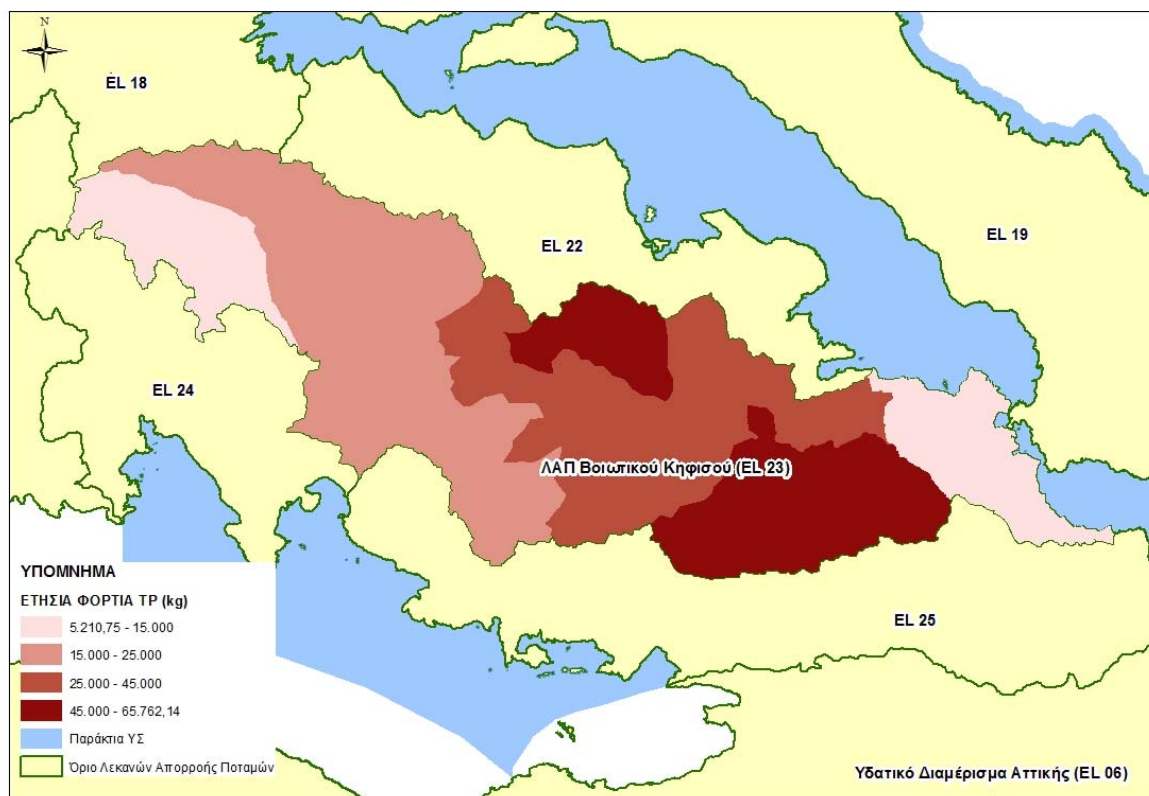 N
EL 18
EL 22
EL 19
EL 24
ΛΑΠ Βοιωτικού Κηφισού (EL 23)
EL 25
ΥΠΟΜΝΗΜΑ
ΕΤΗΣΙΑ ΦΟΡΤΙΑ TP (kg)
5.210,75 - 15.000
15.000 - 25.000
25.000 - 45.000
45.000 - 65.762,14
Παράκτια ΥΣ
Όριο Λεκανών Απορροής Ποταμών
Υδατικό Διαμέρισμα Αττικής (EL 06)